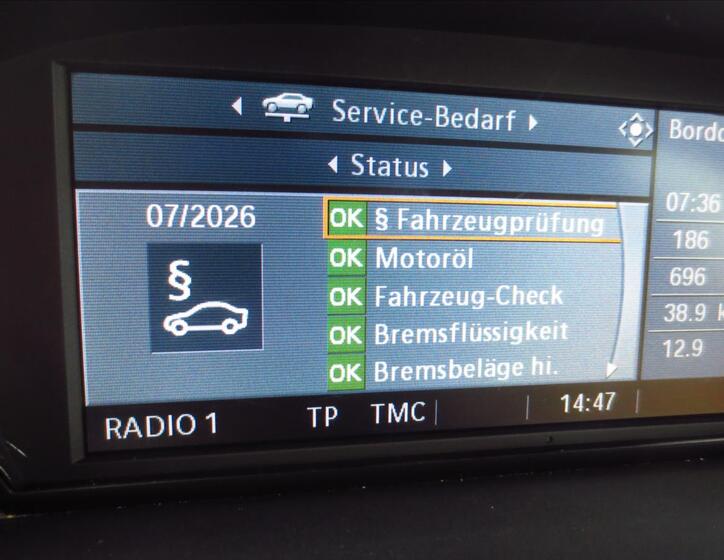 Service-Bedarf
Status
07/2026
§
OK § Fahrzeugprüfung
OK Motoröl
OK Fahrzeug-Check
OK Bremsflüssigkeit
OK Bremsbeläge hi.
07:36
186
696
38.9
12.9
RADIO 1 TP TMC 14:47